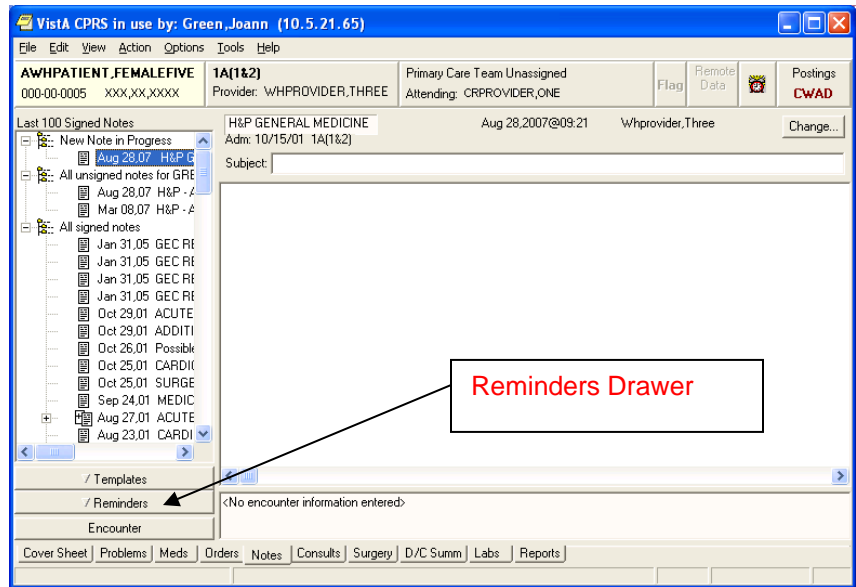 VistA CPRS in use by: Green,Joann (10.5.21.65)
File Edit View Action Options Tools Help
AWHPATIENT,FEMALEFIVE
000-00-0005 XXX,XX,XXXX
1A(1&2)
Provider: WHPROVIDER,THREE
Primary Care Team Unassigned
Attending: CRPROVIDER,ONE
Flag
Remote
Data
Postings
CWAD
Last 100 Signed Notes
New Note in Progress
Aug 28,07 H&P G
All unsigned notes for GRE
Aug 28,07 H&P - A
Mar 08,07 H&P - A
All signed notes
Jan 31,05 GEC RE
Jan 31,05 GEC RE
Jan 31,05 GEC RE
Jan 31,05 GEC RE
Oct 29,01 ACUTE
Oct 29,01 ADDITI
Oct 26,01 Possible
Oct 25,01 CARDIO
Oct 25,01 SURGE
Sep 24,01 MEDIC
Aug 27,01 ACUTE
Aug 23,01 CARDI
H&P GENERAL MEDICINE Aug 28,2007@09:21 Whprovider,Three
Change...
Adm: 10/15/01 1A(1&2)
Subject:
Reminders Drawer
/ Templates
/ Reminders
Encounter
<No encounter information entered>
Cover Sheet Problems Meds Orders Notes Consults Surgery D/C Summ Labs Reports